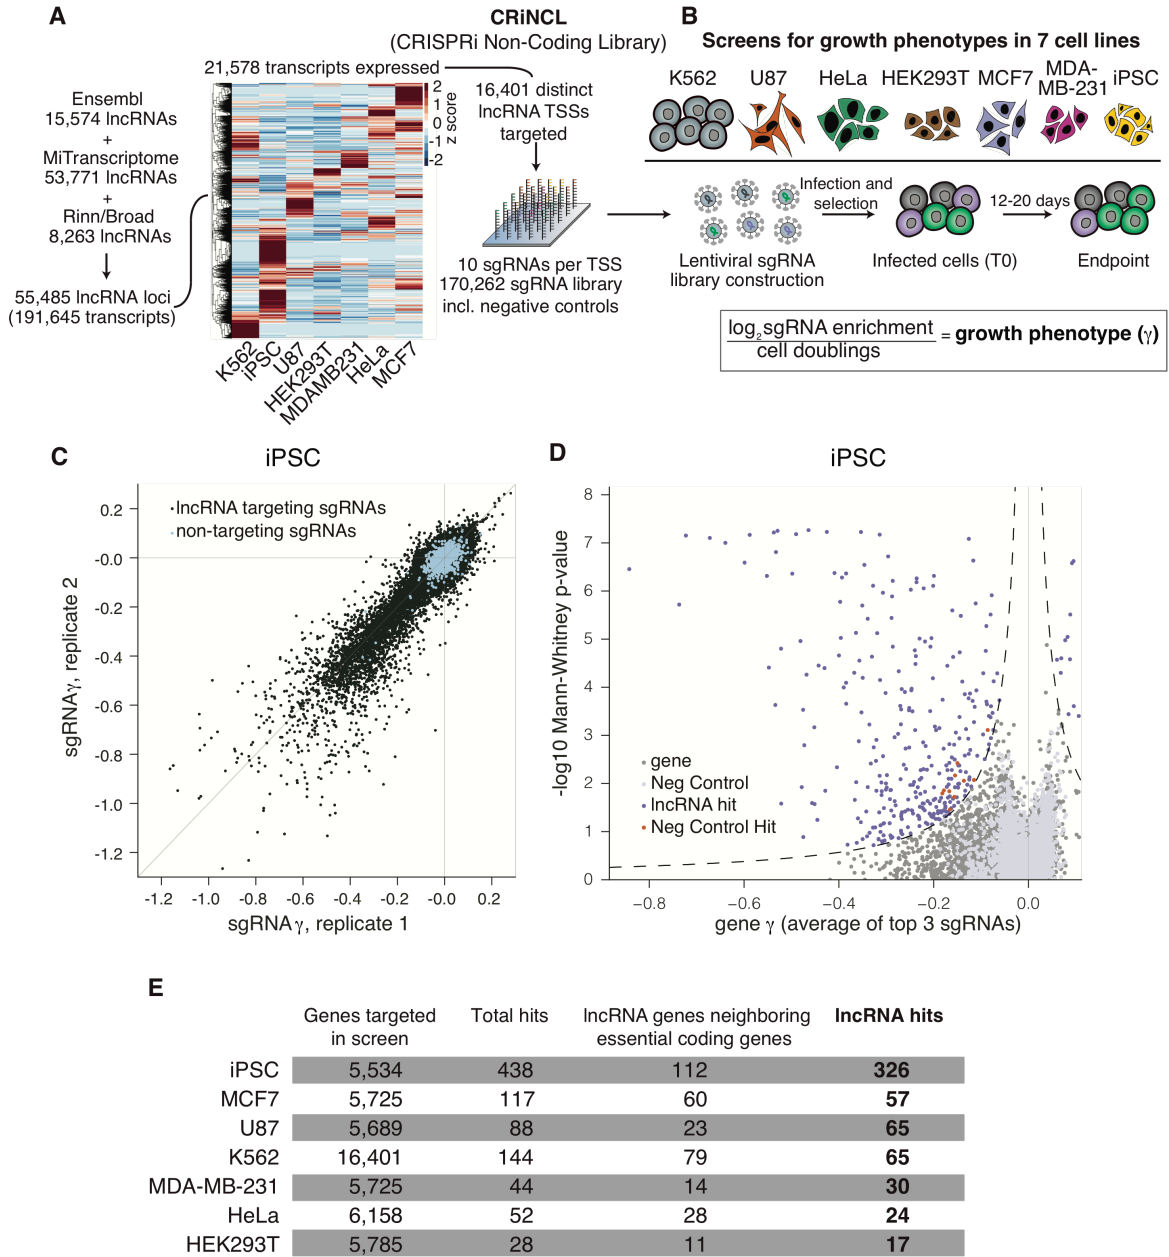 A
CRiNCL
(CRISPRi Non-Coding Library)
21,578 transcripts expressed
Ensembl
15,574 lncRNAs
+
MiTranscriptome
53,771 lncRNAs
+
Rinn/Broad
8,263 lncRNAs
55,485 lncRNA loci
(191,645 transcripts)
2
1
0
-1
-2
z score
K562
iPSC
U87
HEK293T
MDAMB231
HeLa
MCF7
16,401 distinct
lncRNA TSSs
targeted
10 sgRNAs per TSS
170,262 sgRNA library
incl. negative controls
B
Screens for growth phenotypes in 7 cell lines
K562 U87 HeLa HEK293T MCF7 MDA-MB-231 iPSC
Infection and
selection
12-20 days
Lentiviral sgRNA
library construction
Infected cells (T0)
Endpoint
log2sgRNA enrichment
cell doublings
= growth phenotype (γ)
C
iPSC
lncRNA targeting sgRNAs
non-targeting sgRNAs
0.2
-0.0
-0.2
-0.4
-0.6
-0.8
-1.0
-1.2
sgRNA γ, replicate 2
-1.2 -1.0 -0.8 -0.6 -0.4 -0.2 -0.0 0.2
sgRNA γ, replicate 1
D
iPSC
8
7
6
5
4
3
2
1
0
-log10 Mann-Whitney p-value
gene
Neg Control
lncRNA hit
Neg Control Hit
−0.8 −0.6 −0.4 −0.2 0.0
gene γ (average of top 3 sgRNAs)
E
Genes targeted
in screen
Total hits
lncRNA genes neighboring
essential coding genes
lncRNA hits
iPSC 5,534 438 112 326
MCF7 5,725 117 60 57
U87 5,689 88 23 65
K562 16,401 144 79 65
MDA-MB-231 5,725 44 14 30
HeLa 6,158 52 28 24
HEK293T 5,785 28 11 17